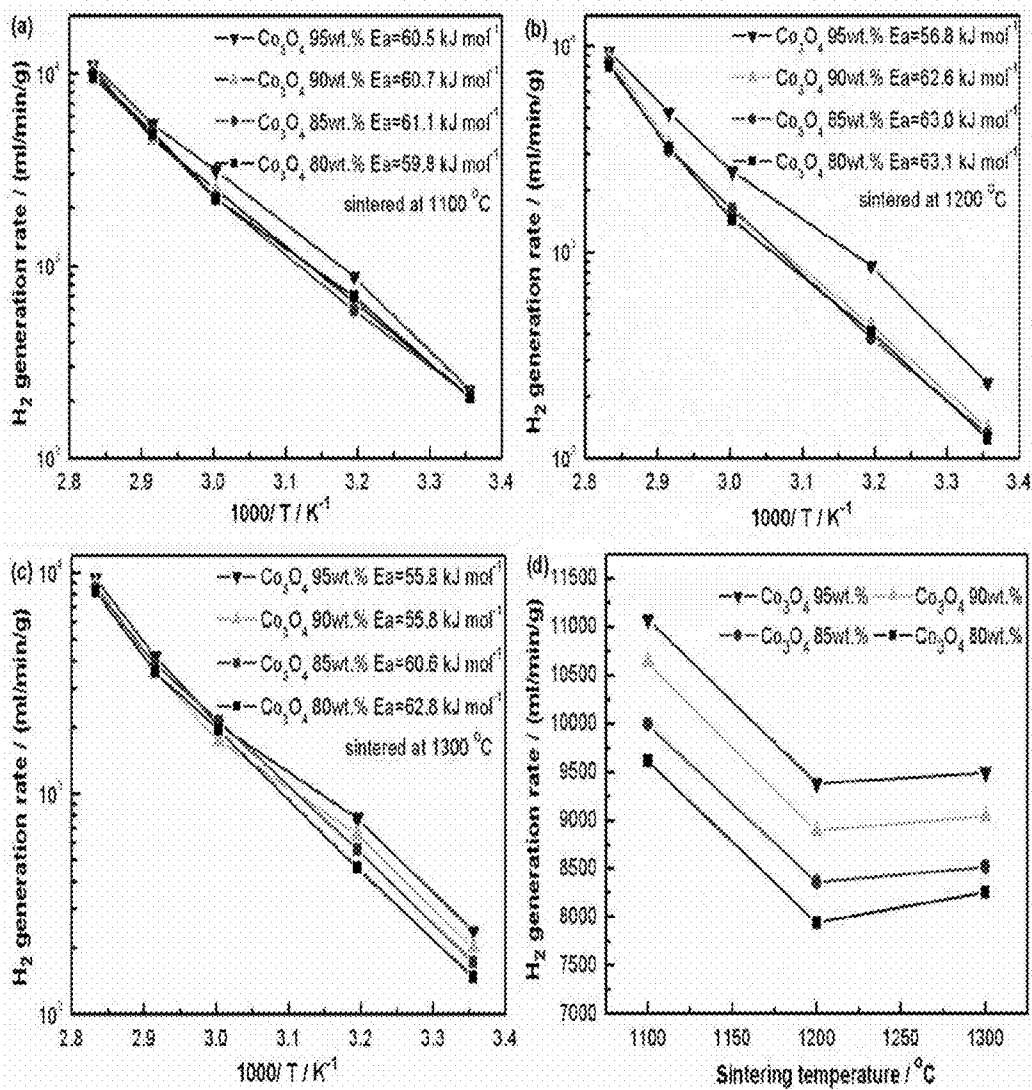 (a)
Co3O4 95wt.% Ea=60.5 kJ mol-1
Co3O4 90wt.% Ea=60.7 kJ mol-1
Co3O4 85wt.% Ea=61.1 kJ mol-1
Co3O4 80wt.% Ea=59.8 kJ mol-1
sintered at 1100 °C
H2 generation rate / (ml/min/g)
2.8 2.9 3.0 3.1 3.2 3.3 3.4
1000/ T / K-1
(b)
Co3O4 95wt.% Ea=56.8 kJ mol-1
Co3O4 90wt.% Ea=62.6 kJ mol-1
Co3O4 85wt.% Ea=63.0 kJ mol-1
Co3O4 80wt.% Ea=63.1 kJ mol-1
sintered at 1200 °C
H2 generation rate / (ml/min/g)
2.8 2.9 3.0 3.1 3.2 3.3 3.4
1000/ T / K-1
(c)
Co3O4 95wt.% Ea=55.8 kJ mol-1
Co3O4 90wt.% Ea=55.8 kJ mol-1
Co3O4 85wt.% Ea=60.6 kJ mol-1
Co3O4 80wt.% Ea=62.8 kJ mol-1
sintered at 1300 °C
H2 generation rate / (ml/min/g)
2.8 2.9 3.0 3.1 3.2 3.3 3.4
1000/ T / K-1
(d)
Co3O4 95wt.% Co3O4 90wt.%
Co3O4 85wt.% Co3O4 80wt.%
H2 generation rate / (ml/min/g)
11500
11000
10500
10000
9500
9000
8500
8000
7500
7000
1100 1150 1200 1250 1300
Sintering temperature / °C